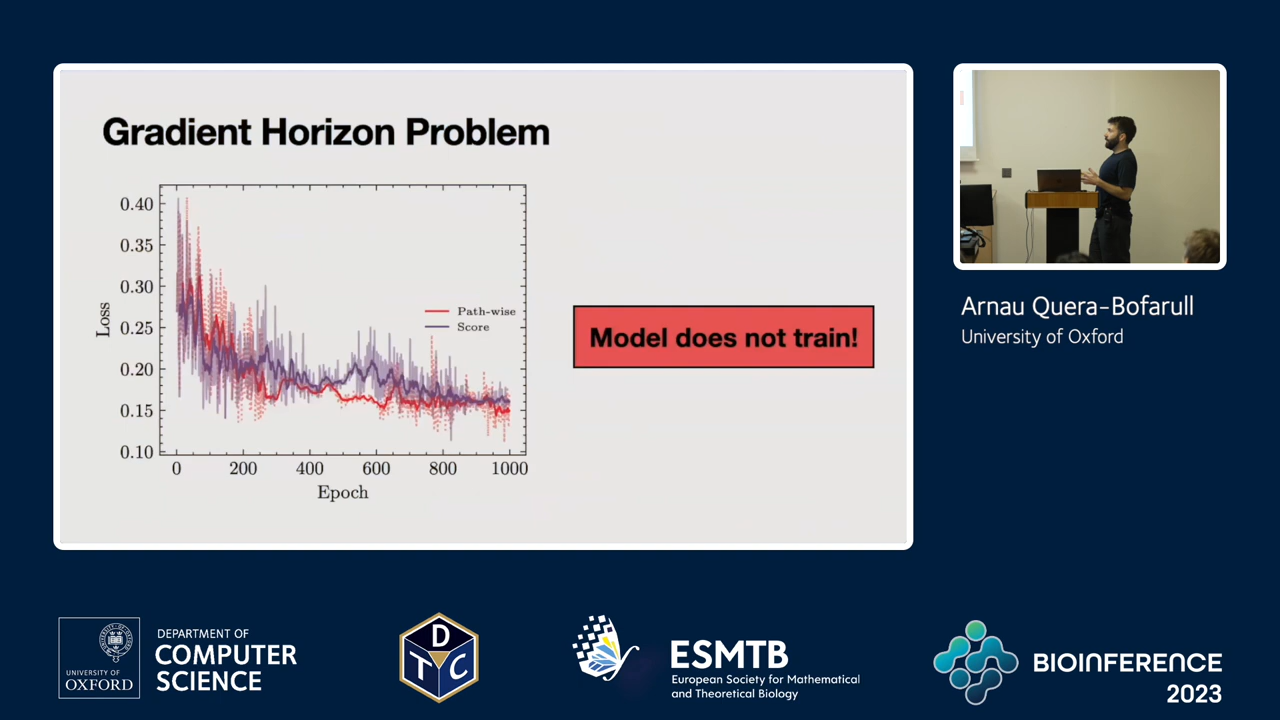 Gradient Horizon Problem
0.40
0.35
0.30
0.25
0.20
0.15
0.10
Loss
Path-wise
Score
0 200 400 600 800 1000
Epoch
Model does not train!
Arnau Quera-Bofarull
University of Oxford
UNIVERSITY OF
OXFORD
DEPARTMENT OF
COMPUTER
SCIENCE
D
T C
ESMTB
European Society for Mathematical
and Theoretical Biology
BIOINFERENCE
2023